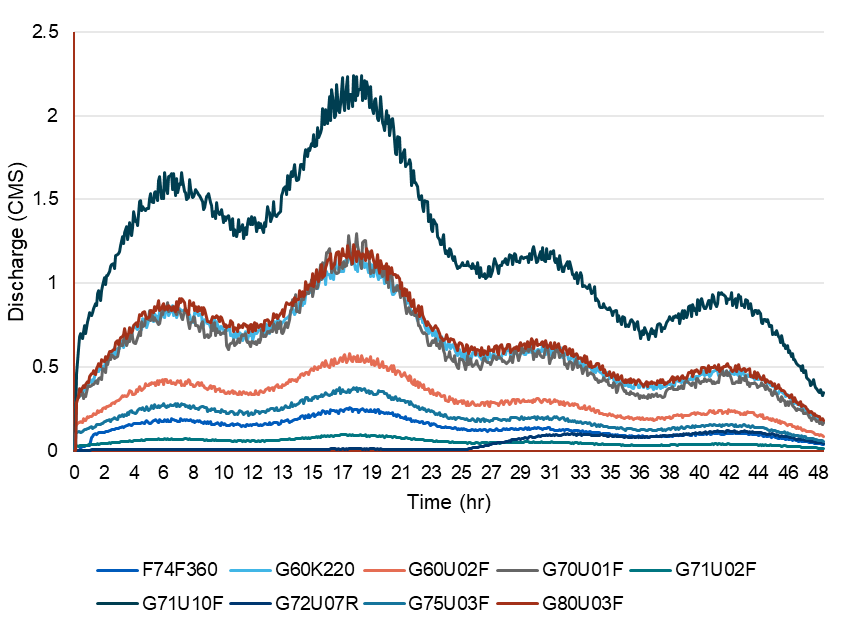 2.5
2
1.5
1
0.5
0
Discharge (CMS)
0 2 4 6 8 10 12 13 15 17 19 21 23 25 27 29 31 33 35 36 38 40 42 44 46 48
Time (hr)
F74F360 G60K220 G60U02F G70U01F G71U02F
G71U10F G72U07R G75U03F G80U03F